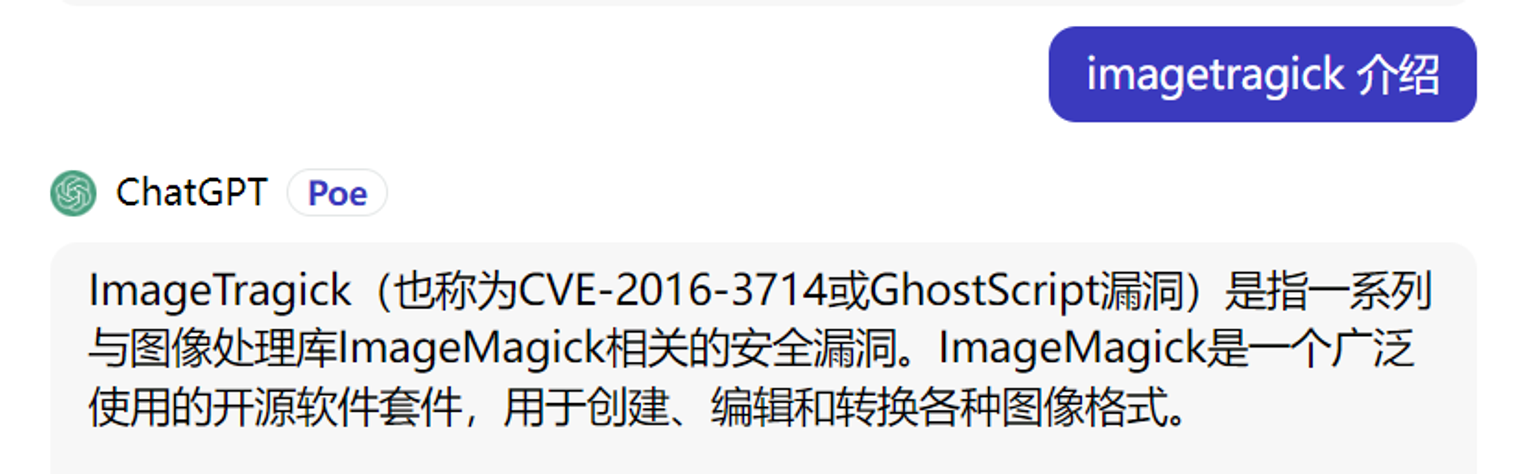 imagetragick 介绍
ChatGPT Poe
ImageTragick（也称为CVE-2016-3714或GhostScript漏洞）是指一系列
与图像处理库ImageMagick相关的安全漏洞。ImageMagick是一个广泛
使用的开源软件套件，用于创建、编辑和转换各种图像格式。